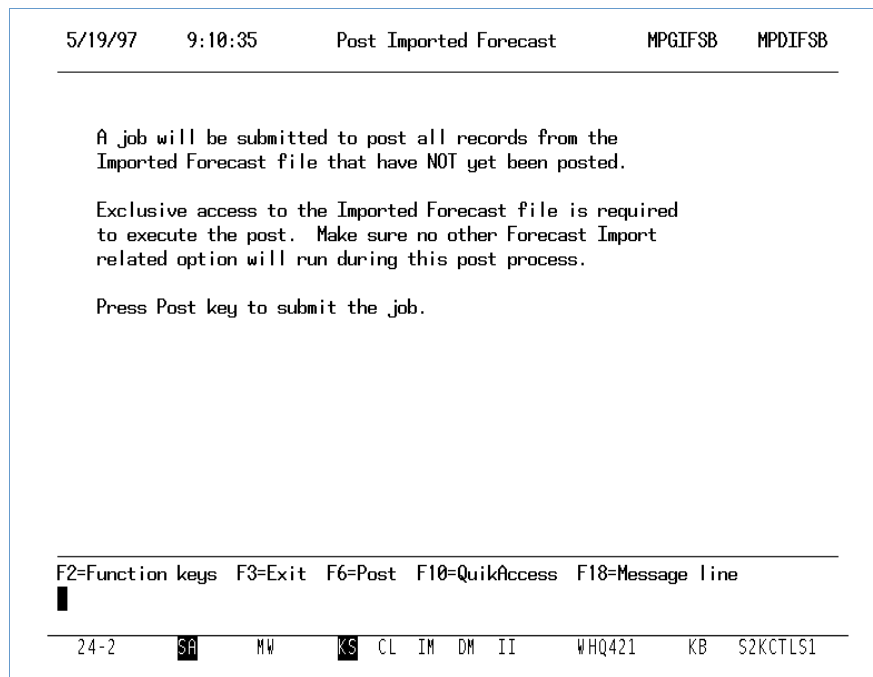 5/19/97 9:10:35 Post Imported Forecast MPGIFSB MPDIFSB
A job will be submitted to post all records from the
Imported Forecast file that have NOT yet been posted.
Exclusive access to the Imported Forecast file is required
to execute the post. Make sure no other Forecast Import
related option will run during this post process.
Press Post key to submit the job.
F2=Function keys F3=Exit F6=Post F10=QuikAccess F18=Message line
24-2 SA MW KS CL IM DM II WHQ421 KB S2KCTLS1